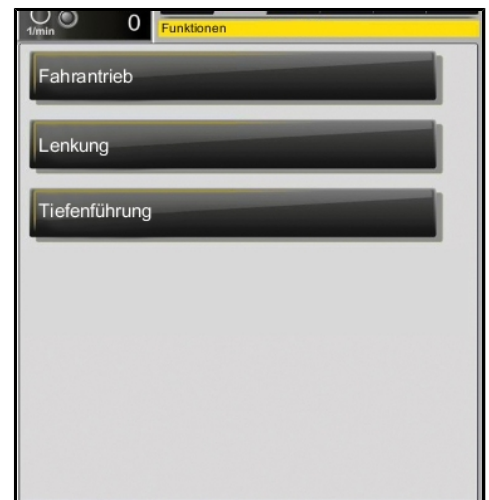 1/min
0
Funktionen
Fahrantrieb
Lenkung
Tiefenführung